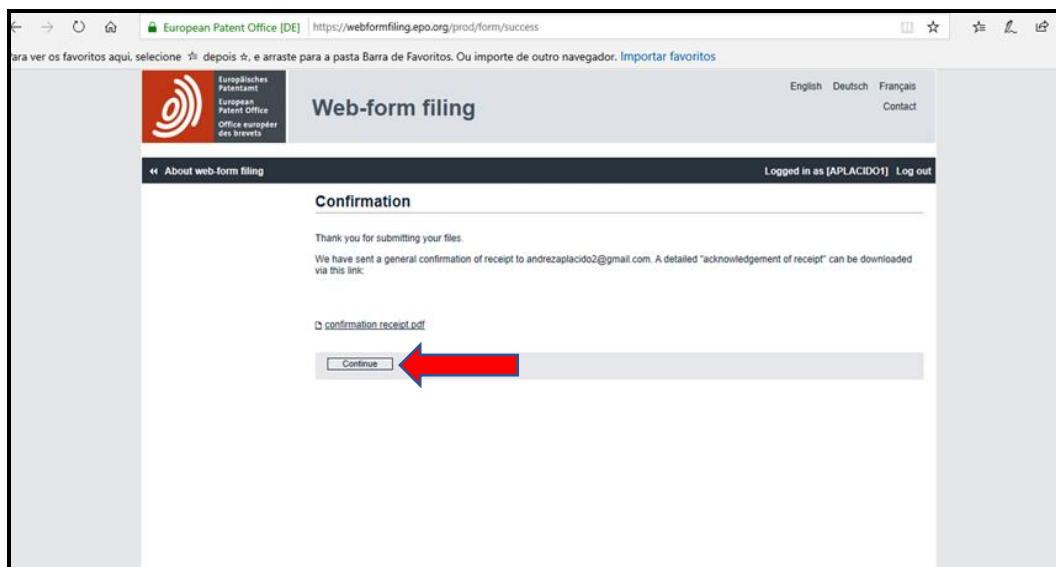 European Patent Office [DE] https://webformfiling.epo.org/prod/form/success
ara ver os favoritos aqui, selecione depois ☆, e arraste para a pasta Barra de Favoritos. Ou importe de outro navegador. Importar favoritos
Europäisches
Patentamt
European
Patent Office
Office européen
des brevets
Web-form filing
English Deutsch Français
Contact
About web-form filing
Logged in as [APLACIDO1] Log out
Confirmation
Thank you for submitting your files.
We have sent a general confirmation of receipt to andrezaplacido2@gmail.com. A detailed "acknowledgement of receipt" can be downloaded
via this link:
confirmation receipt.pdf
Continue